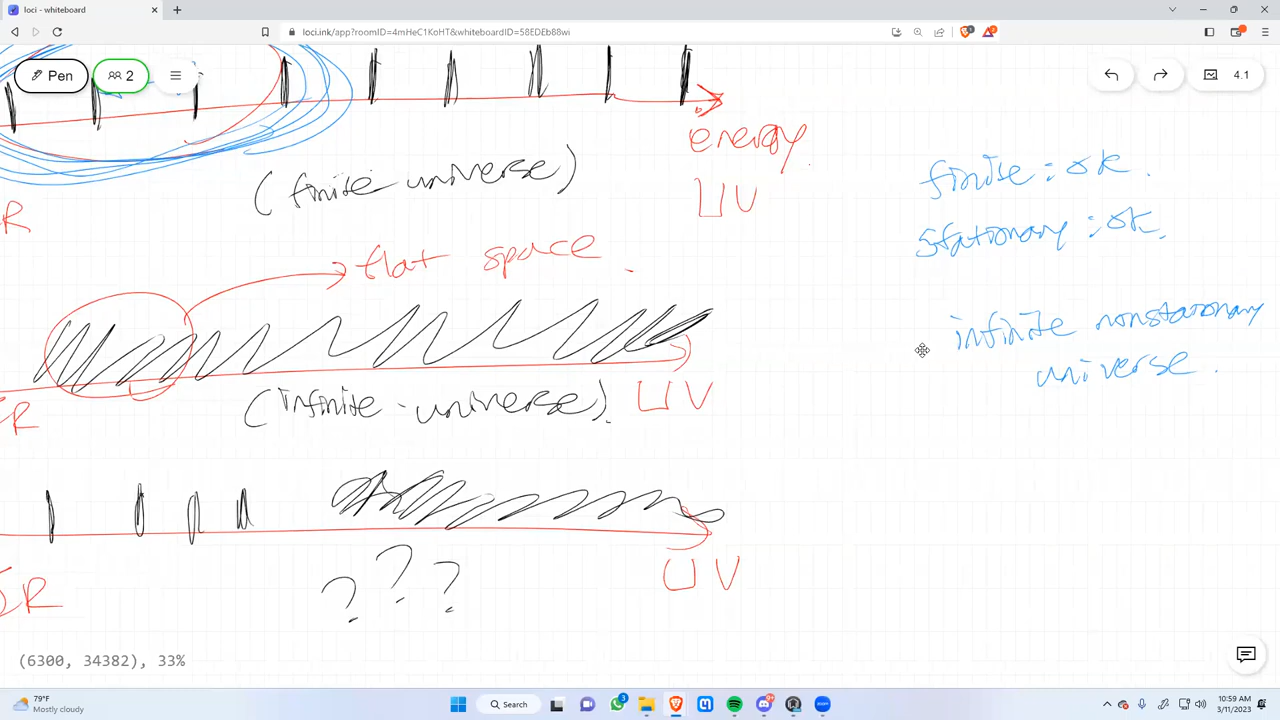 loci - whiteboard
loci.ink/app?roomID=4mHeC1KoHT&whiteboardID=58EDEb88wi
Pen
2
4.1
energy
(finite universe)
UV
finite : ok.
stationary : ok.
flat space.
infinite nonstationary
universe.
(infinite universe).
UV
IR
? ? ?
UV
IR
(6300, 34382), 33%
79°F
Mostly cloudy
Search
3
10:59 AM
3/11/2023